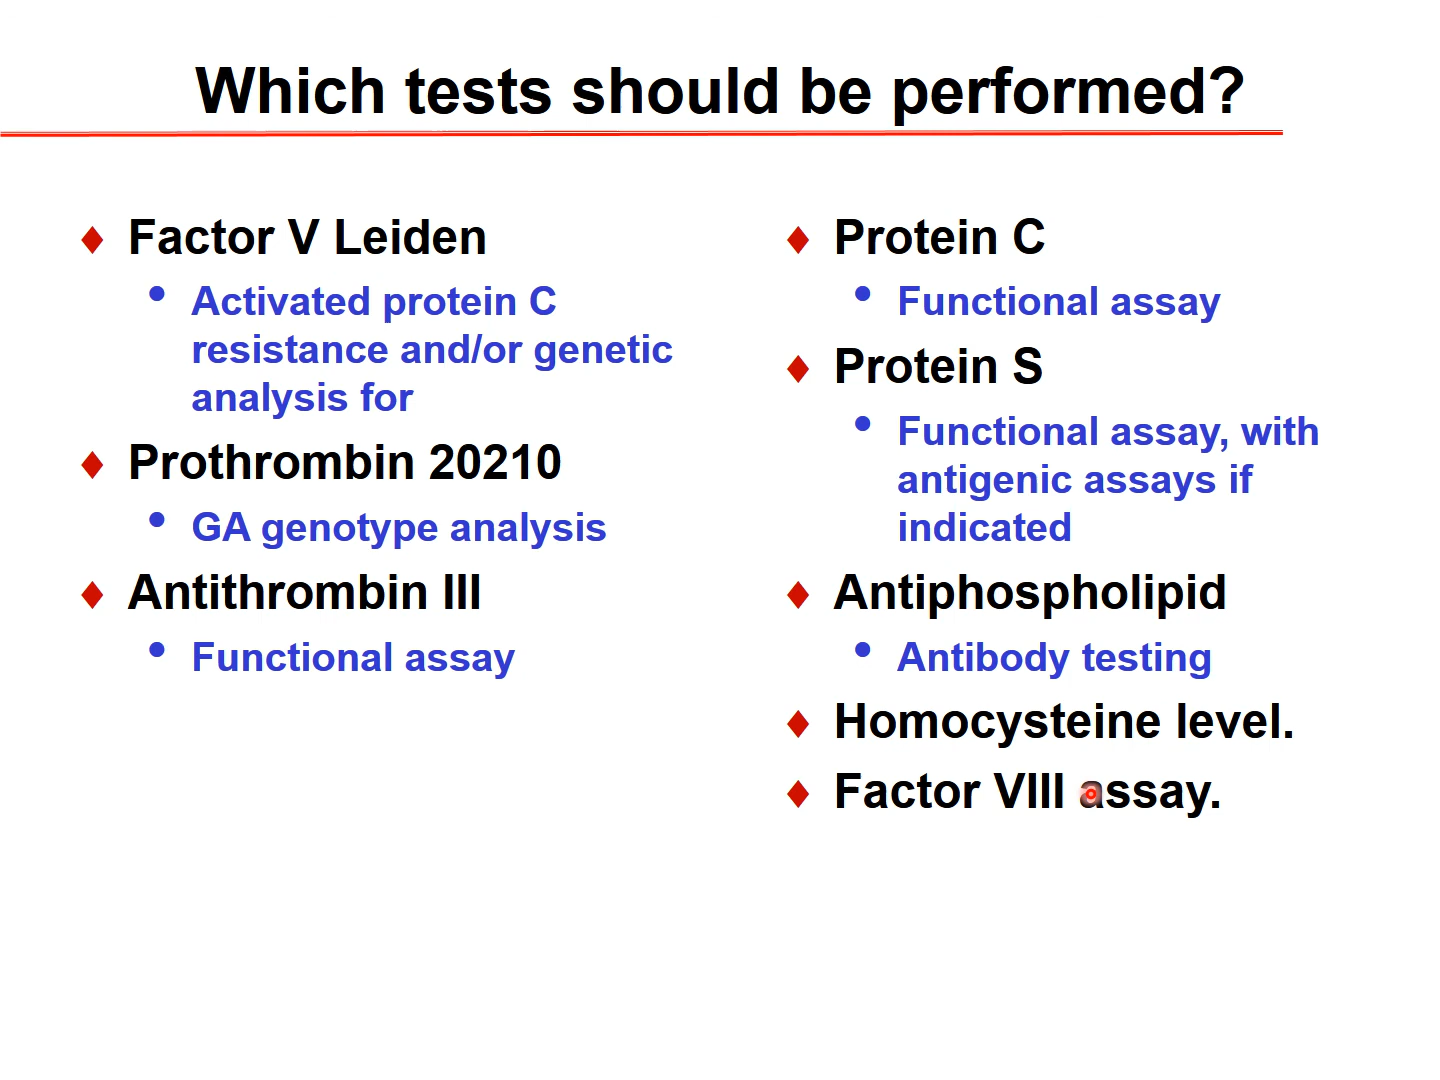 Which tests should be performed?
Factor V Leiden
Activated protein C
resistance and/or genetic
analysis for
Prothrombin 20210
GA genotype analysis
Antithrombin III
Functional assay
Protein C
Functional assay
Protein S
Functional assay, with
antigenic assays if
indicated
Antiphospholipid
Antibody testing
Homocysteine level.
Factor VIII assay.